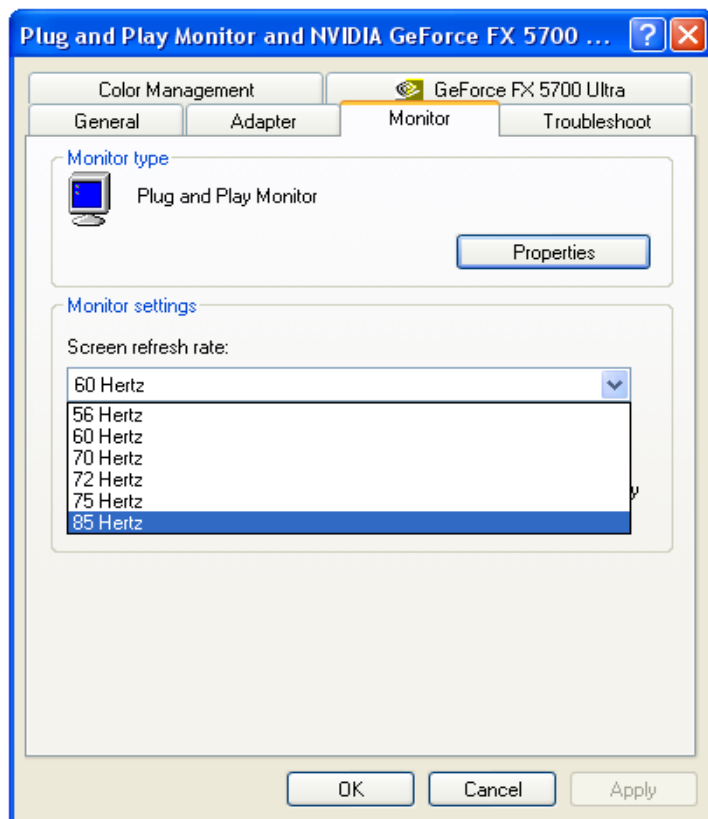 Plug and Play Monitor and NVIDIA GeForce FX 5700 ...
Color Management
GeForce FX 5700 Ultra
General
Adapter
Monitor
Troubleshoot
Monitor type
Plug and Play Monitor
Properties
Monitor settings
Screen refresh rate:
60 Hertz
56 Hertz
60 Hertz
70 Hertz
72 Hertz
75 Hertz
85 Hertz
OK
Cancel
Apply